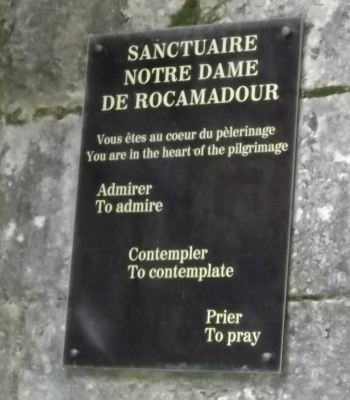 SANCTUAIRE
NOTRE DAME
DE ROCAMADOUR
Vous êtes au coeur du pèlerinage
You are in the heart of the pilgrimage
Admirer
To admire
Contempler
To contemplate
Prier
To pray